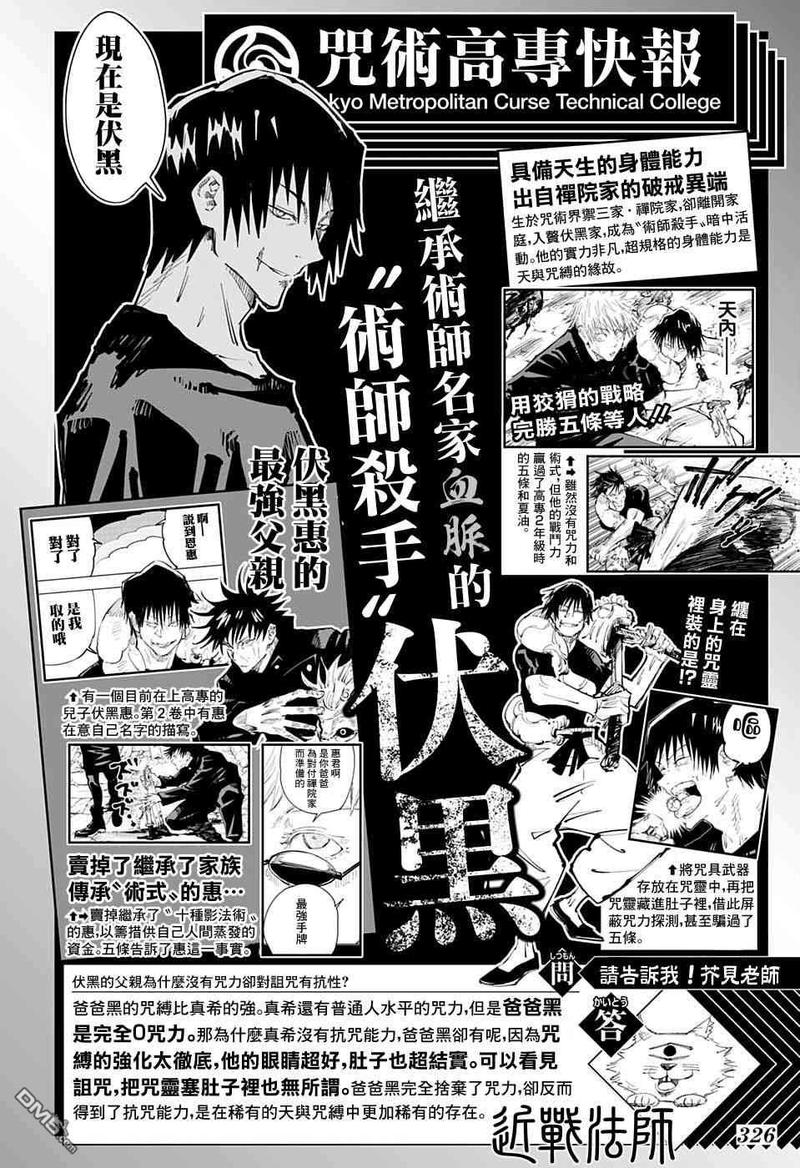 咒術高專快報
kyo Metropolitan Curse Technical College
現在是伏黑
具備天生的身體能力
出自禪院家的破戒異端
生於咒術界禦三家·禪院家,卻離開家
庭,入贅伏黑家,成為〝術師殺手〞暗中活
動。他的實力非凡,超規格的身體能力是
天與咒縛的緣故。
繼承術師名家血脈的
〝術師殺手〞
伏黑
天內——
用狡猾的戰略
完勝五條等人!!
⬆➡雖然沒有咒力和
術式,但他的戰鬥力
贏過了高專2年級時
的五條和夏油。
伏黑惠的
最強父親
啊—
說到恩惠
對了
對了
是我
取的哦
⬆有一個目前在上高專的
兒子伏黑惠。第2卷中有惠
在意自己名字的描寫。
惠君啊
是你爸爸
為對付禪院家
而準備的
最強手牌
賣掉了繼承了家族
傳承〝術式〞的惠…
⬆➡賣掉繼承了〝十種影法術〞
的惠,以籌措供自己人間蒸發的
資金。五條告訴了惠這一事實。
纏在
身上的咒靈
裡裝的是!?
嗝
⬆將咒具武器
存放在咒靈中,再把
咒靈藏進肚子裡,借此屏
蔽咒力探測,甚至騙過了
五條。
請告訴我!芥見老師
しつもん
問
伏黑的父親為什麼沒有咒力卻對詛咒有抗性?
かいとう
答
爸爸黑的咒縛比真希的強。真希還有普通人水平的咒力,但是爸爸黑
是完全0咒力。那為什麼真希沒有抗咒能力,爸爸黑卻有呢,因為咒
縛的強化太徹底,他的眼睛超好,肚子也超結實。可以看見
詛咒,把咒靈塞肚子裡也無所謂。爸爸黑完全捨棄了咒力,卻反而
得到了抗咒能力,是在稀有的天與咒縛中更加稀有的存在。
近戰法師
326
DM5.com